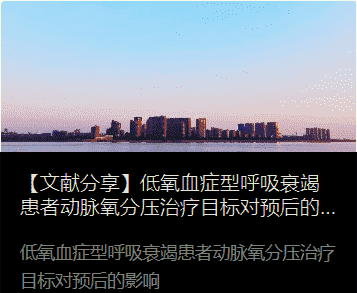 【文献分享】低氧血症型呼吸衰竭
患者动脉氧分压治疗目标对预后的...
低氧血症型呼吸衰竭患者动脉氧分压治疗
目标对预后的影响